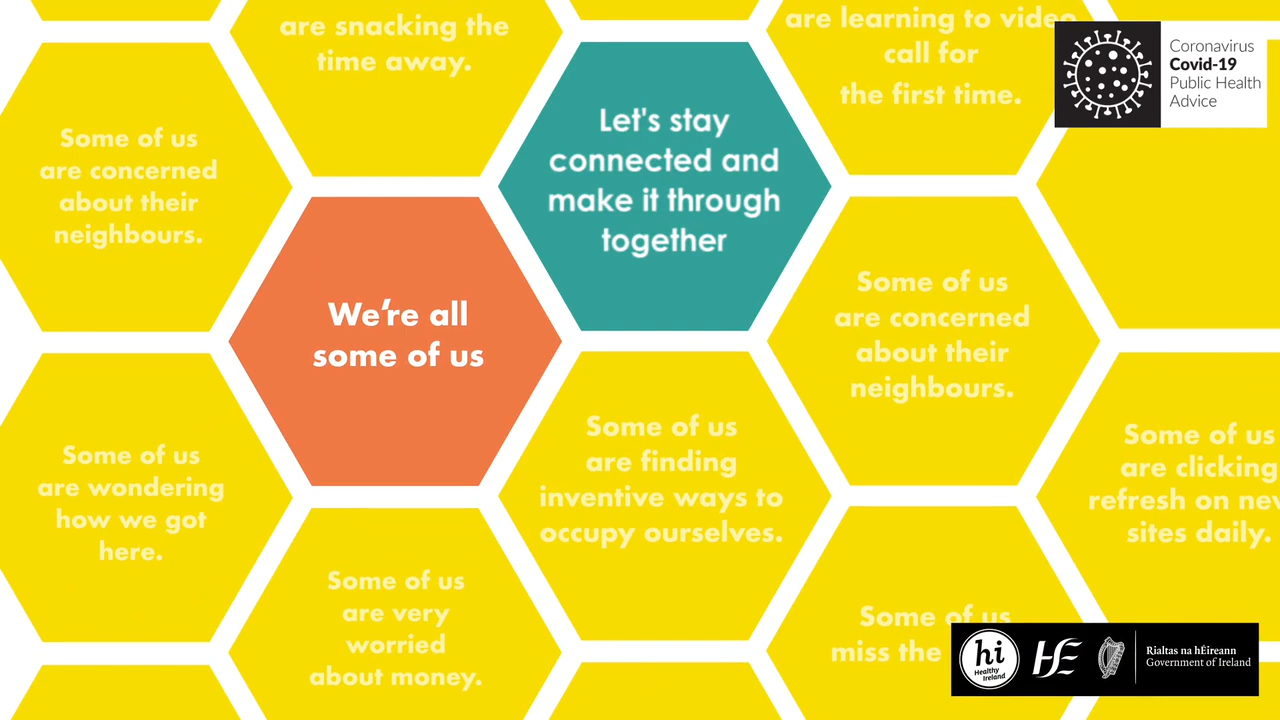 are snacking the
time away.
are learning to video
call for
the first time.
Coronavirus
Covid-19
Public Health
Advice
Some of us
are concerned
about their
neighbours.
Let's stay
connected and
make it through
together
We're all
some of us
Some of us
are concerned
about their
neighbours.
Some of us
are wondering
how we got
here.
Some of us
are finding
inventive ways to
occupy ourselves.
Some of us
are clicking
refresh on
sites daily.
Some of us
are very
worried
about money.
Some of us
miss the
hi
Healthy
Ireland
HE
Rialtas na hÉireann
Government of Ireland